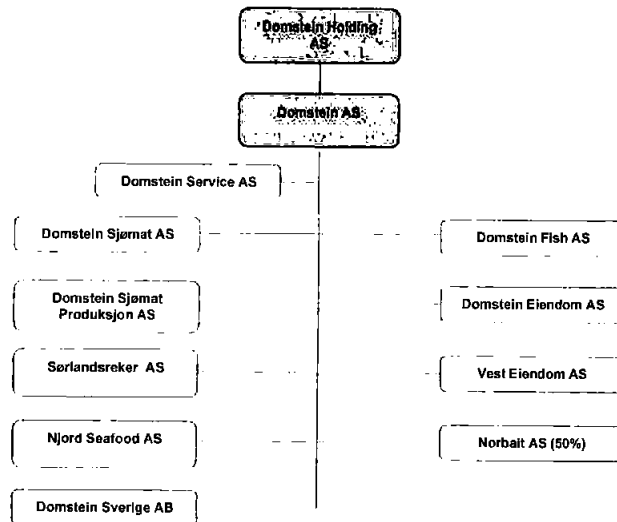 Domstein Holding
AS
Domstein AS
Domstein Service AS
Domstein Sjømat AS
Domstein Fish AS
Domstein Sjømat
Produksjon AS
Domstein Eiendom AS
Sørlandsreker AS
Vest Eiendom AS
Njord Seafood AS
Norbait AS (50%)
Domstein Sverige AB